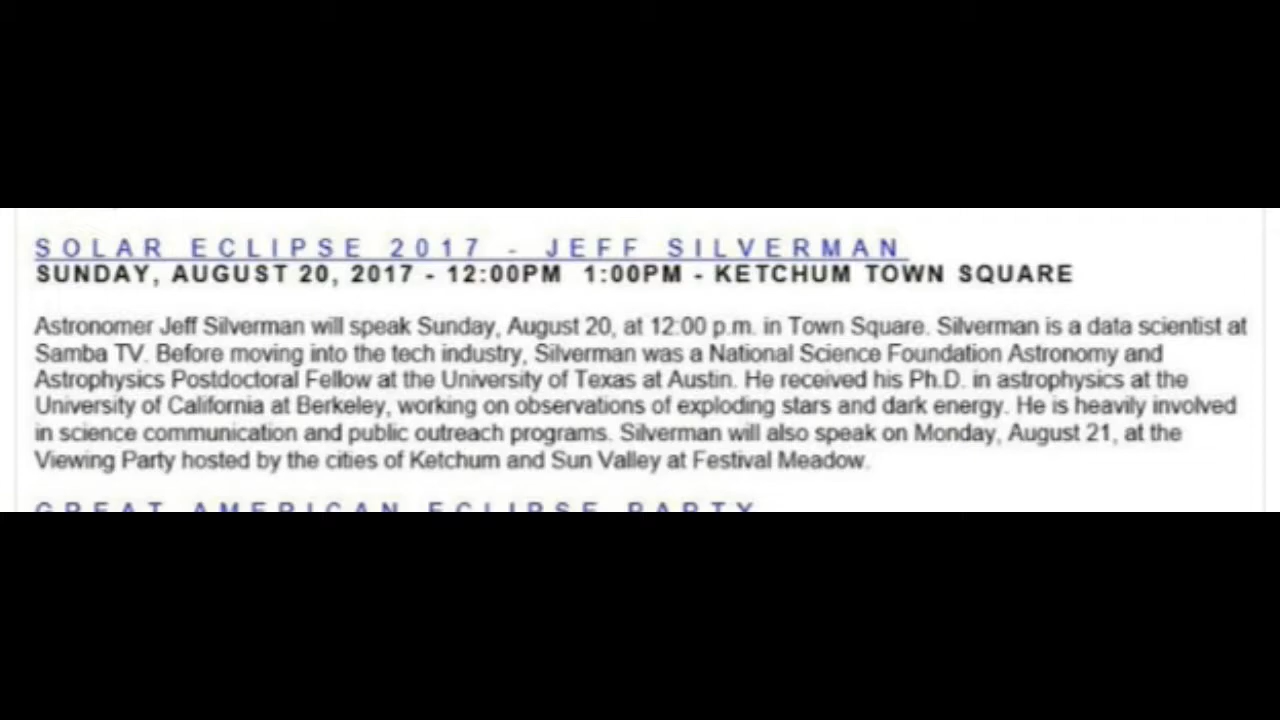 SOLAR ECLIPSE 2017 - JEFF SILVERMAN
SUNDAY, AUGUST 20, 2017 - 12:00PM 1:00PM - KETCHUM TOWN SQUARE
Astronomer Jeff Silverman will speak Sunday, August 20, at 12:00 p.m. in Town Square. Silverman is a data scientist at
Samba TV. Before moving into the tech industry, Silverman was a National Science Foundation Astronomy and
Astrophysics Postdoctoral Fellow at the University of Texas at Austin. He received his Ph.D. in astrophysics at the
University of California at Berkeley, working on observations of exploding stars and dark energy. He is heavily involved
in science communication and public outreach programs. Silverman will also speak on Monday, August 21, at the
Viewing Party hosted by the cities of Ketchum and Sun Valley at Festival Meadow.
GREAT AMERICAN ECLIPSE PARTY